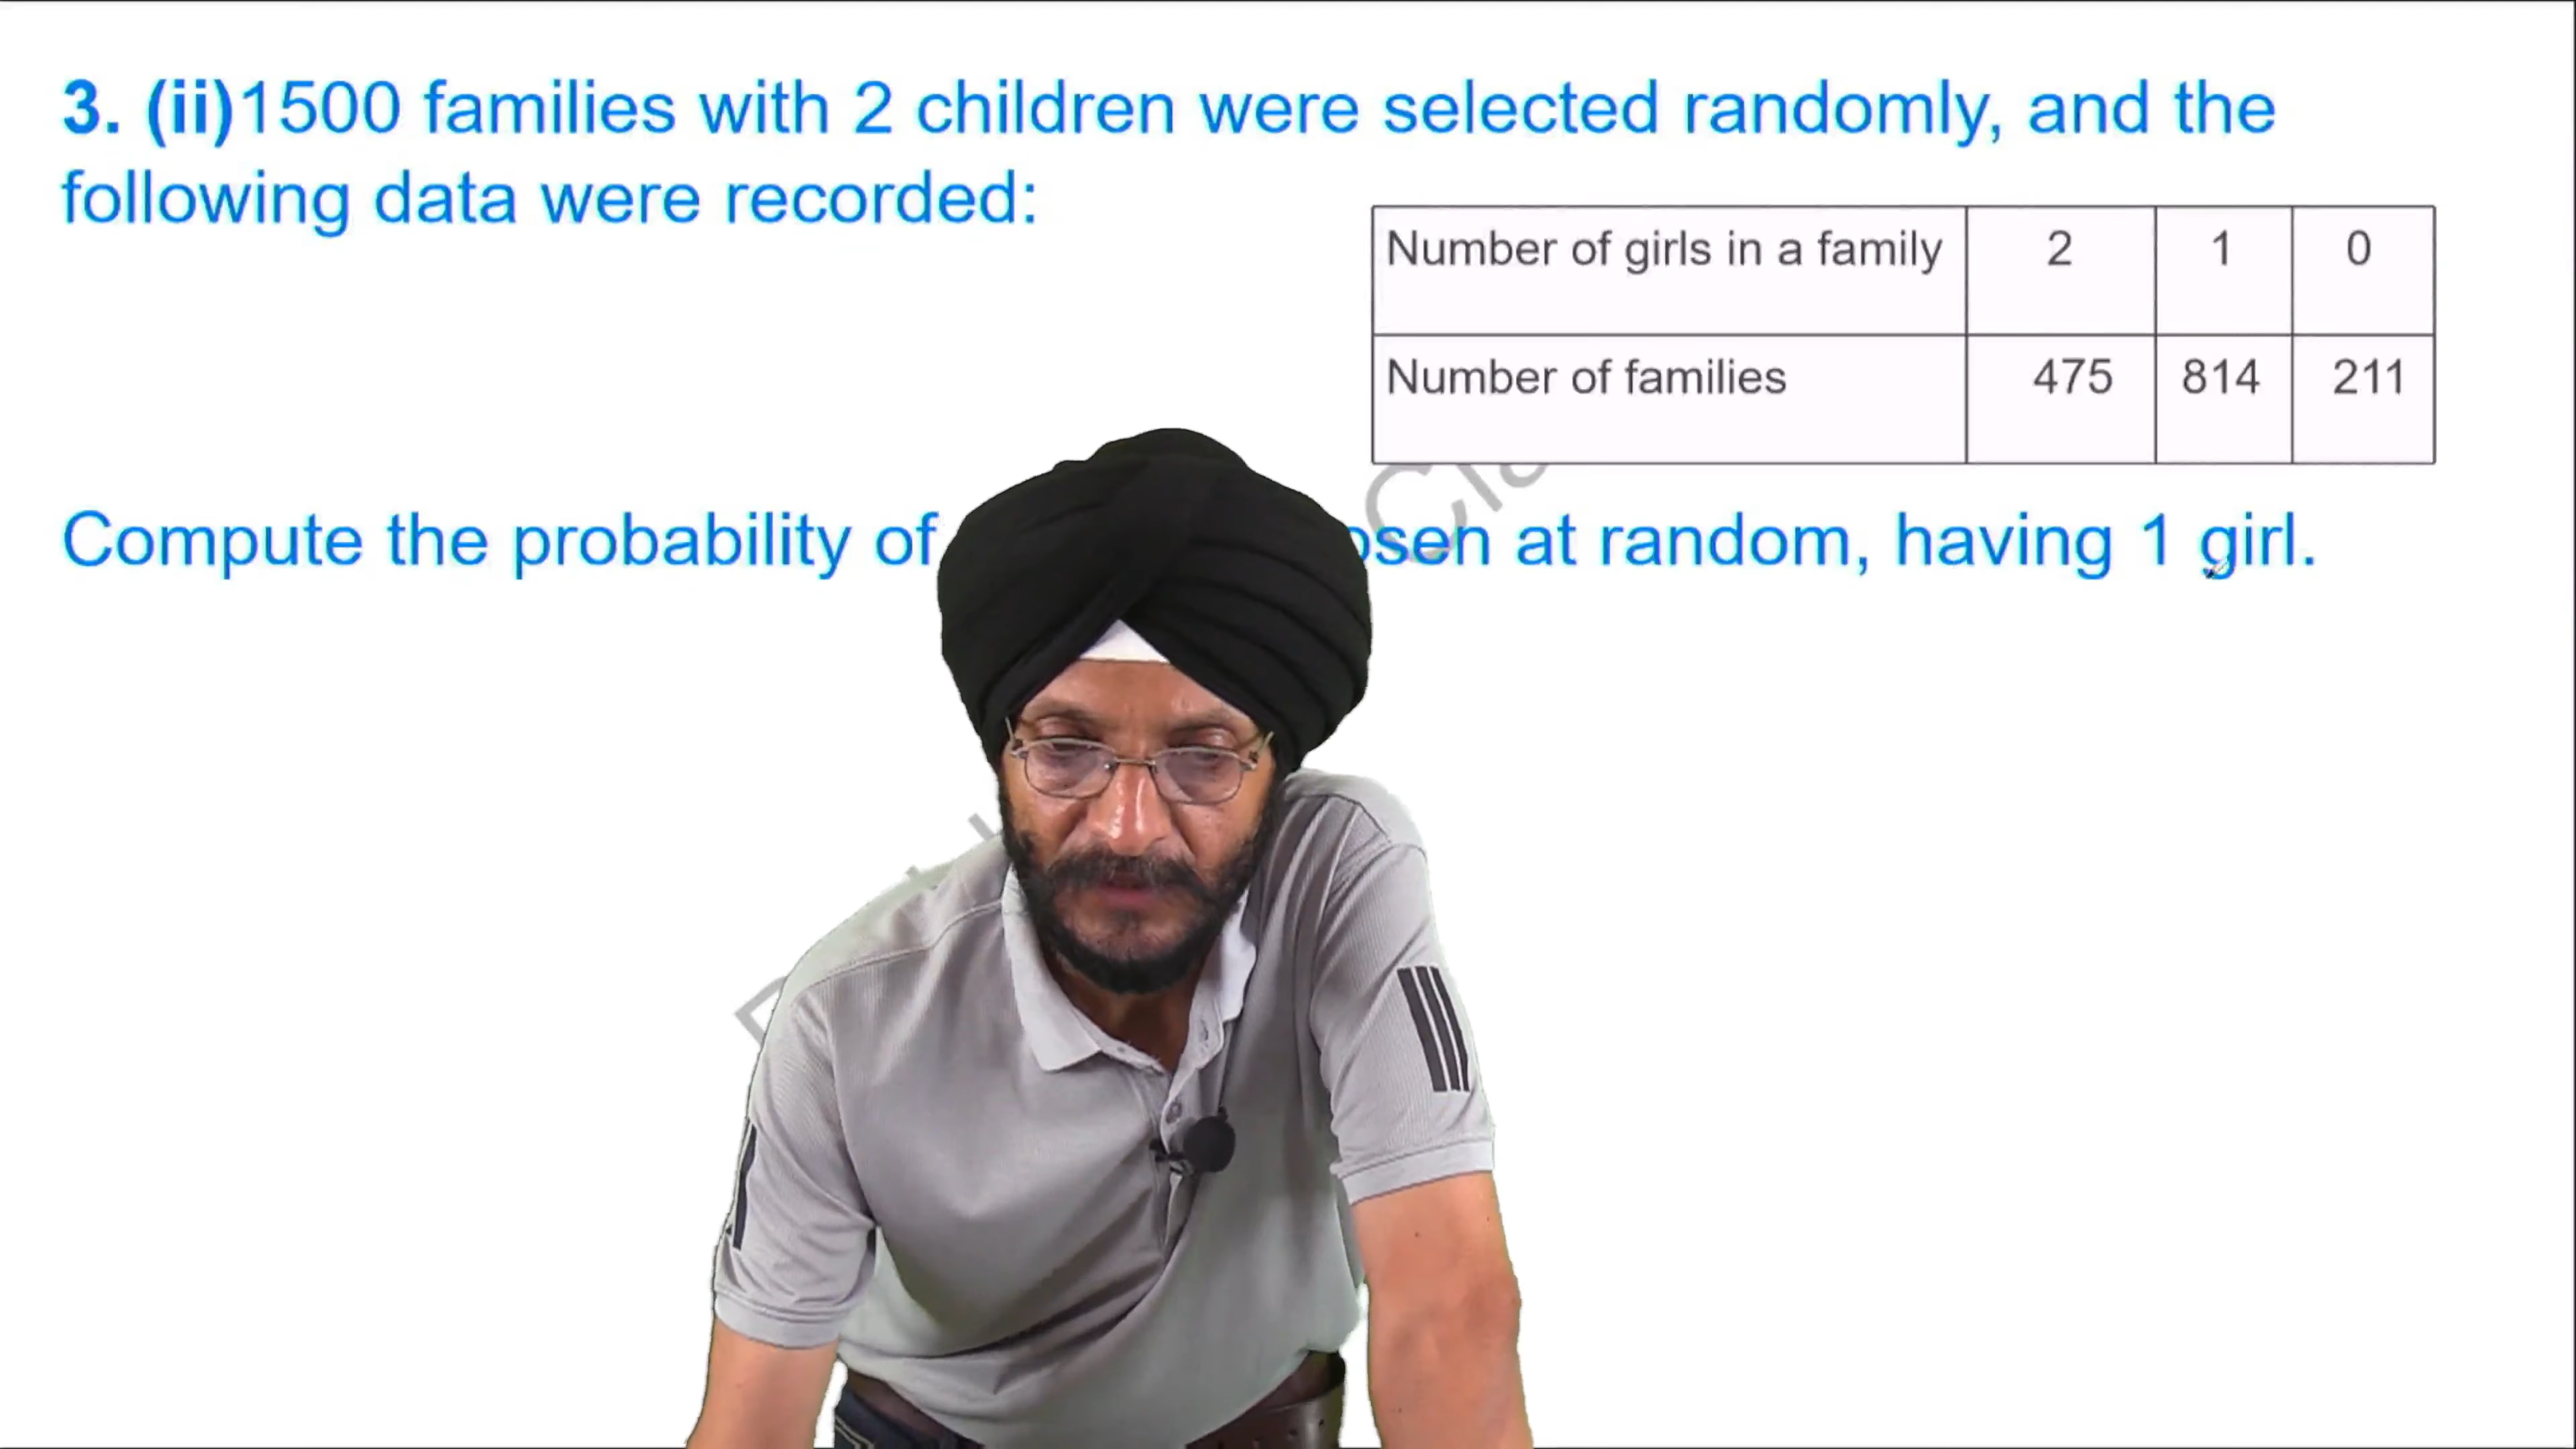 3. (ii)1500 families with 2 children were selected randomly, and the
following data were recorded:
Number of girls in a family 2 1 0
Number of families 475 814 211
Compute the probability of at random, having 1 girl.